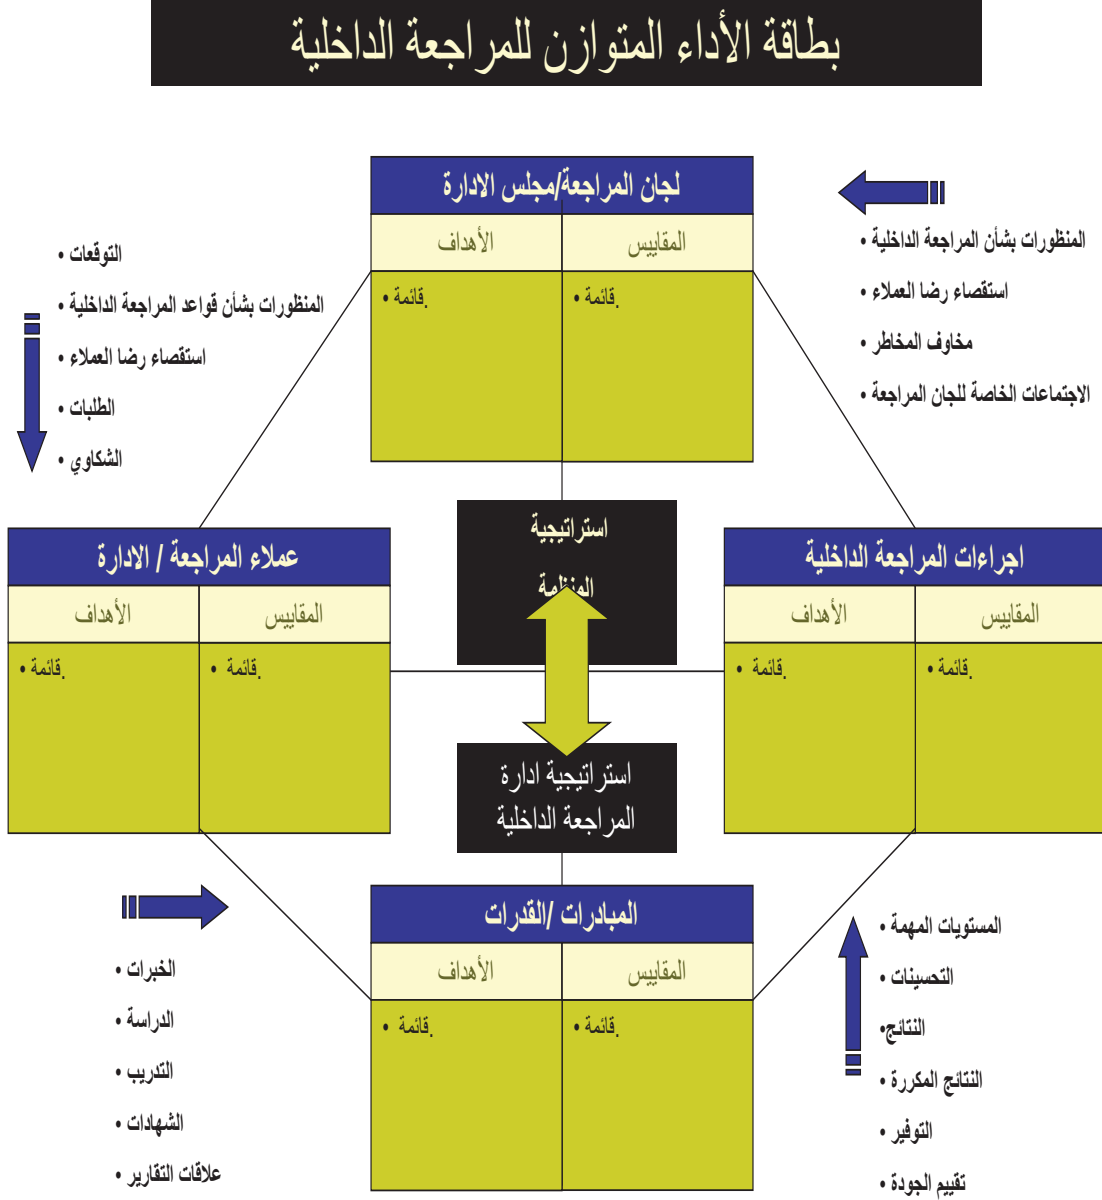 بطاقة الأداء المتوازن للمراجعة الداخلية
لجان المراجعة/مجلس الادارة
المقاييس
الأهداف
• قائمة.
• قائمة.
• المنظورات بشأن المراجعة الداخلية
• استقصاء رضا العملاء
• مخاوف المخاطر
• الاجتماعات الخاصة للجان المراجعة
• التوقعات
• المنظورات بشأن قواعد المراجعة الداخلية
• استقصاء رضا العملاء
• الطلبات
• الشكاوي
استراتيجية
المنظمة
اجراءات المراجعة الداخلية
المقاييس
الأهداف
• قائمة.
• قائمة.
عملاء المراجعة / الادارة
المقاييس
الأهداف
• قائمة.
• قائمة.
استراتيجية ادارة
المراجعة الداخلية
المبادرات /القدرات
المقاييس
الأهداف
• قائمة.
• قائمة.
• المستويات المهمة
• التحسينات
• النتائج
• النتائج المكررة
• التوفير
• تقييم الجودة
• الخبرات
• الدراسة
• التدريب
• الشهادات
• علاقات التقارير